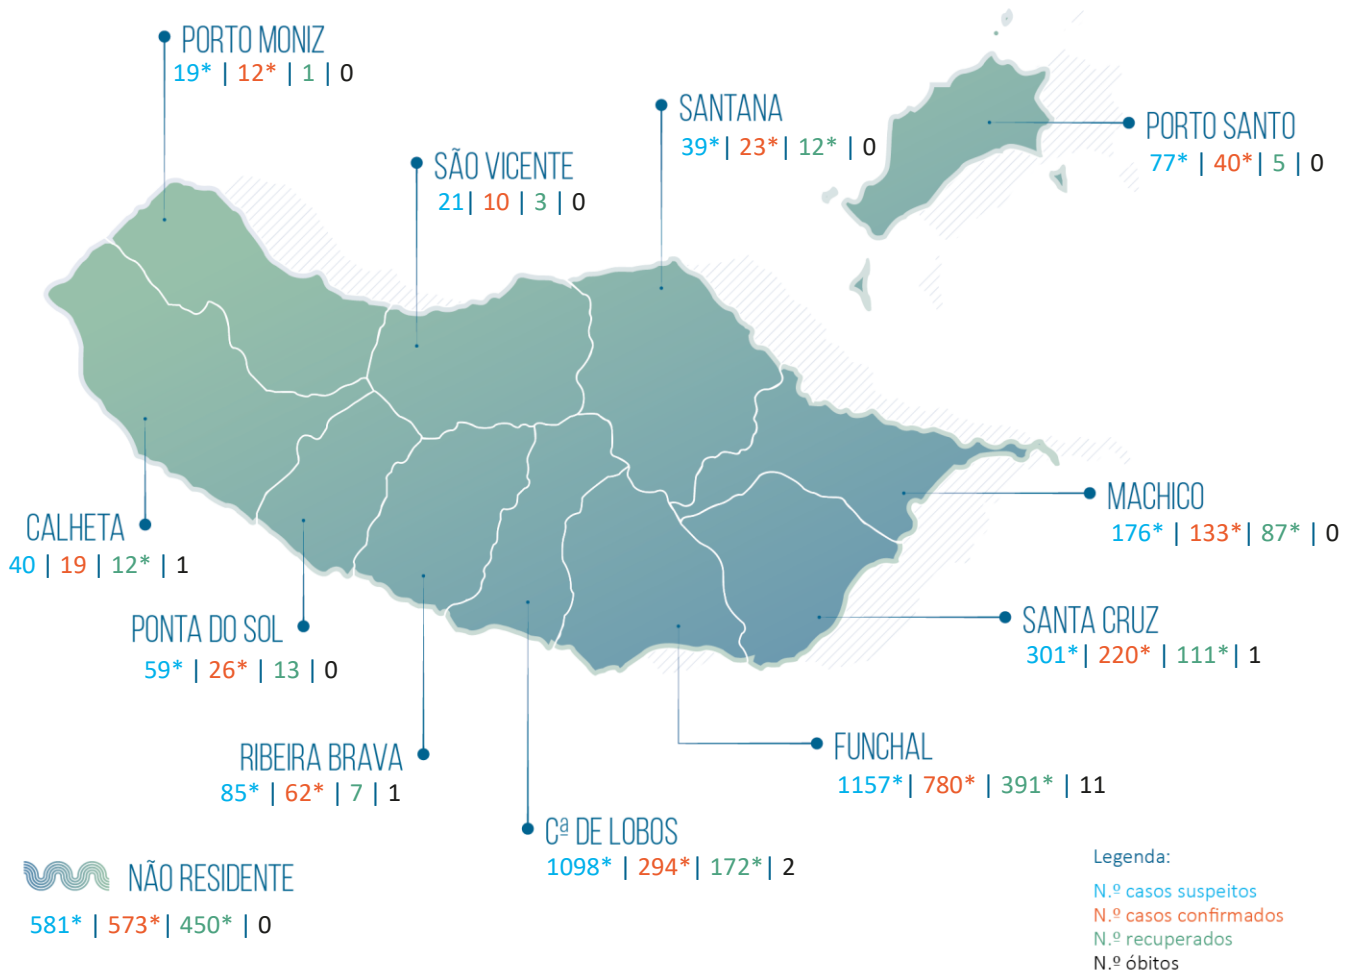 PORTO MONIZ
19* | 12* | 1 | 0
SANTANA
39* | 23* | 12* | 0
PORTO SANTO
77* | 40* | 5 | 0
SÃO VICENTE
21 | 10 | 3 | 0
MACHICO
176* | 133* | 87* | 0
CALHETA
40 | 19 | 12* | 1
PONTA DO SOL
59* | 26* | 13 | 0
SANTA CRUZ
301* | 220* | 111* | 1
RIBEIRA BRAVA
85* | 62* | 7 | 1
FUNCHAL
1157* | 780* | 391* | 11
Cª DE LOBOS
1098* | 294* | 172* | 2
NÃO RESIDENTE
581* | 573* | 450* | 0
Legenda:
N.º casos suspeitos
N.º casos confirmados
N.º recuperados
N.º óbitos